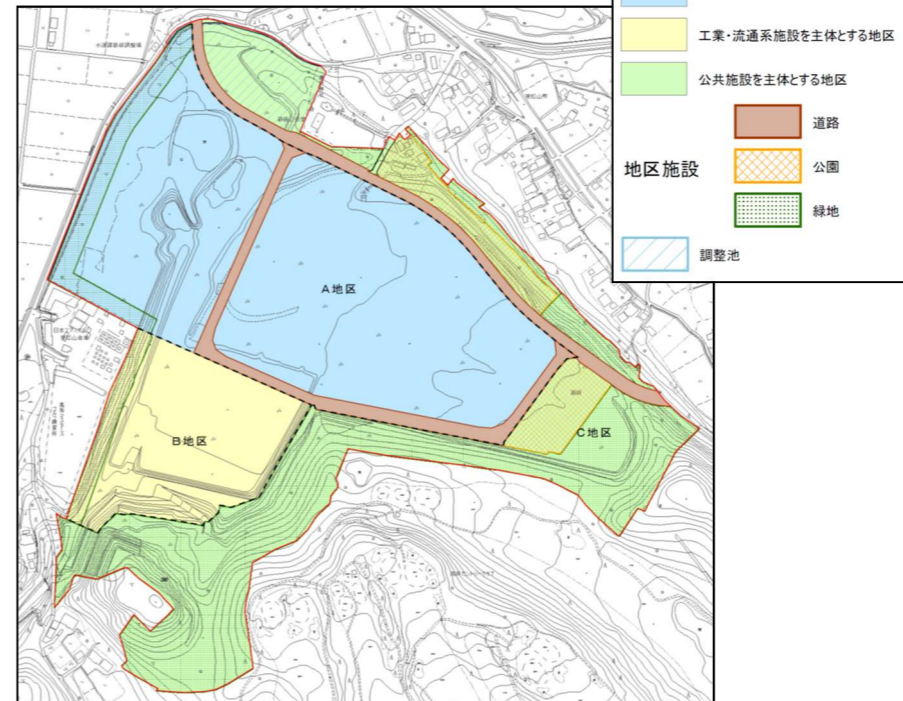 工業・流通系施設を主体とする地区
公共施設を主体とする地区
道路
地区施設
公園
緑地
調整池
A地区
B地区
C地区